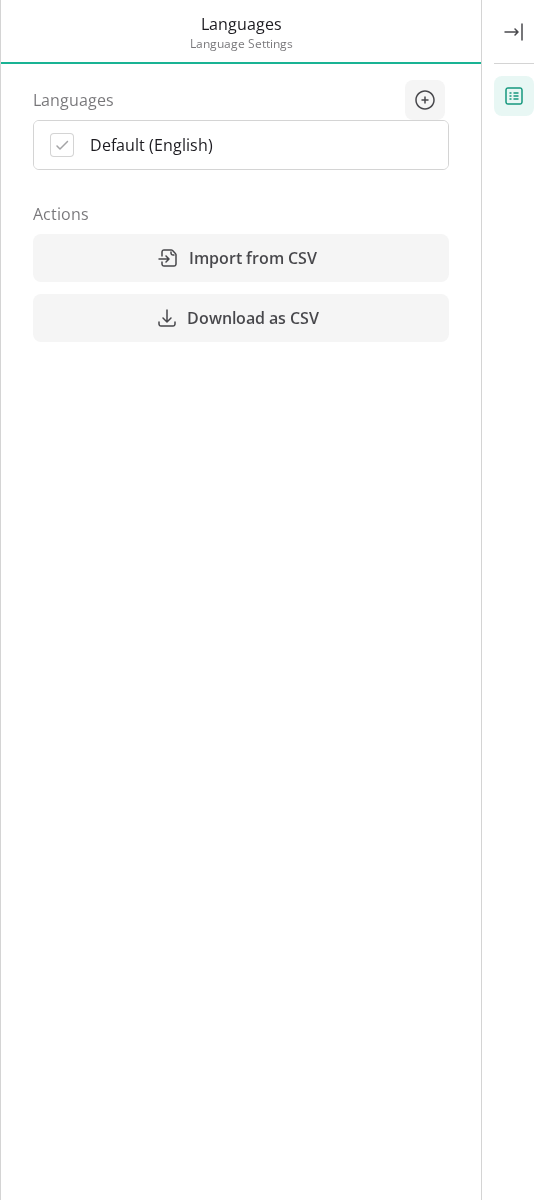 Languages
Language Settings
Languages
Default (English)
Actions
Import from CSV
Download as CSV